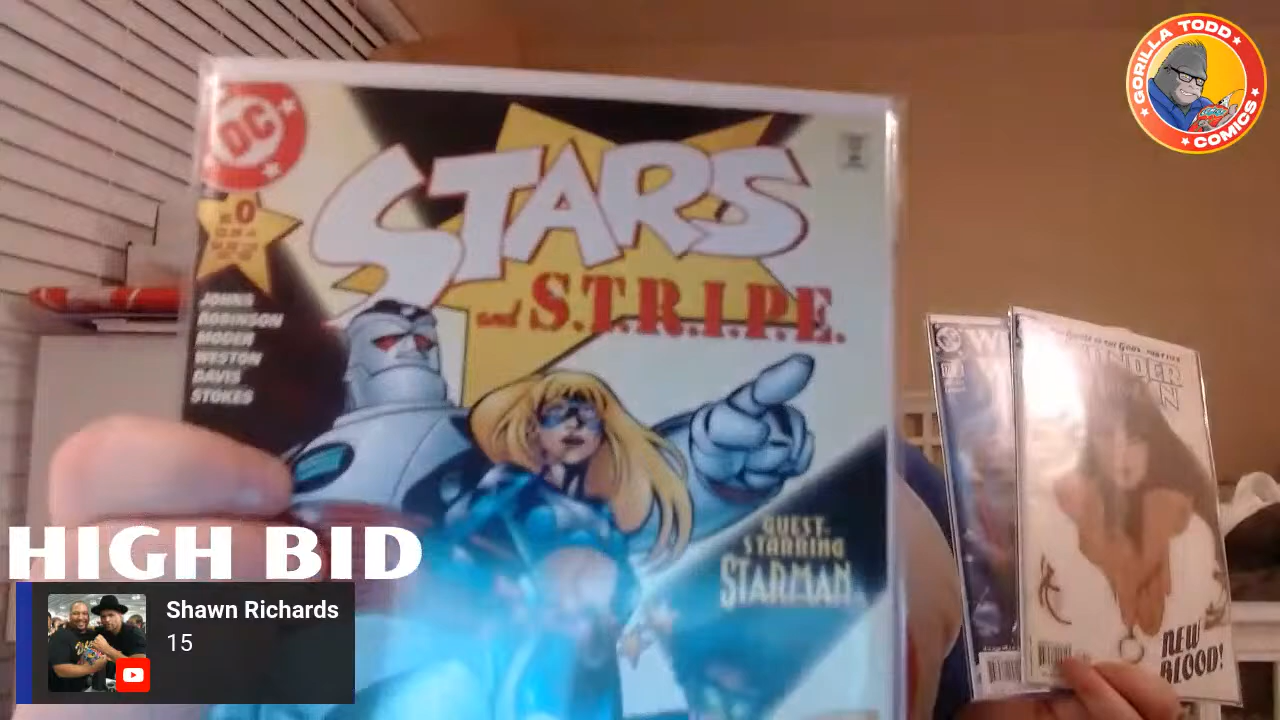 GORILLA TODD
COMICS
DC
STARS
and S.T.R.I.P.E.
0
JOHNS
ROBINSON
MODER
WESTON
DAVIS
STOKES
GUEST-
STARRING
STARMAN
NEW
BLOOD!
HIGH BID
Shawn Richards
15